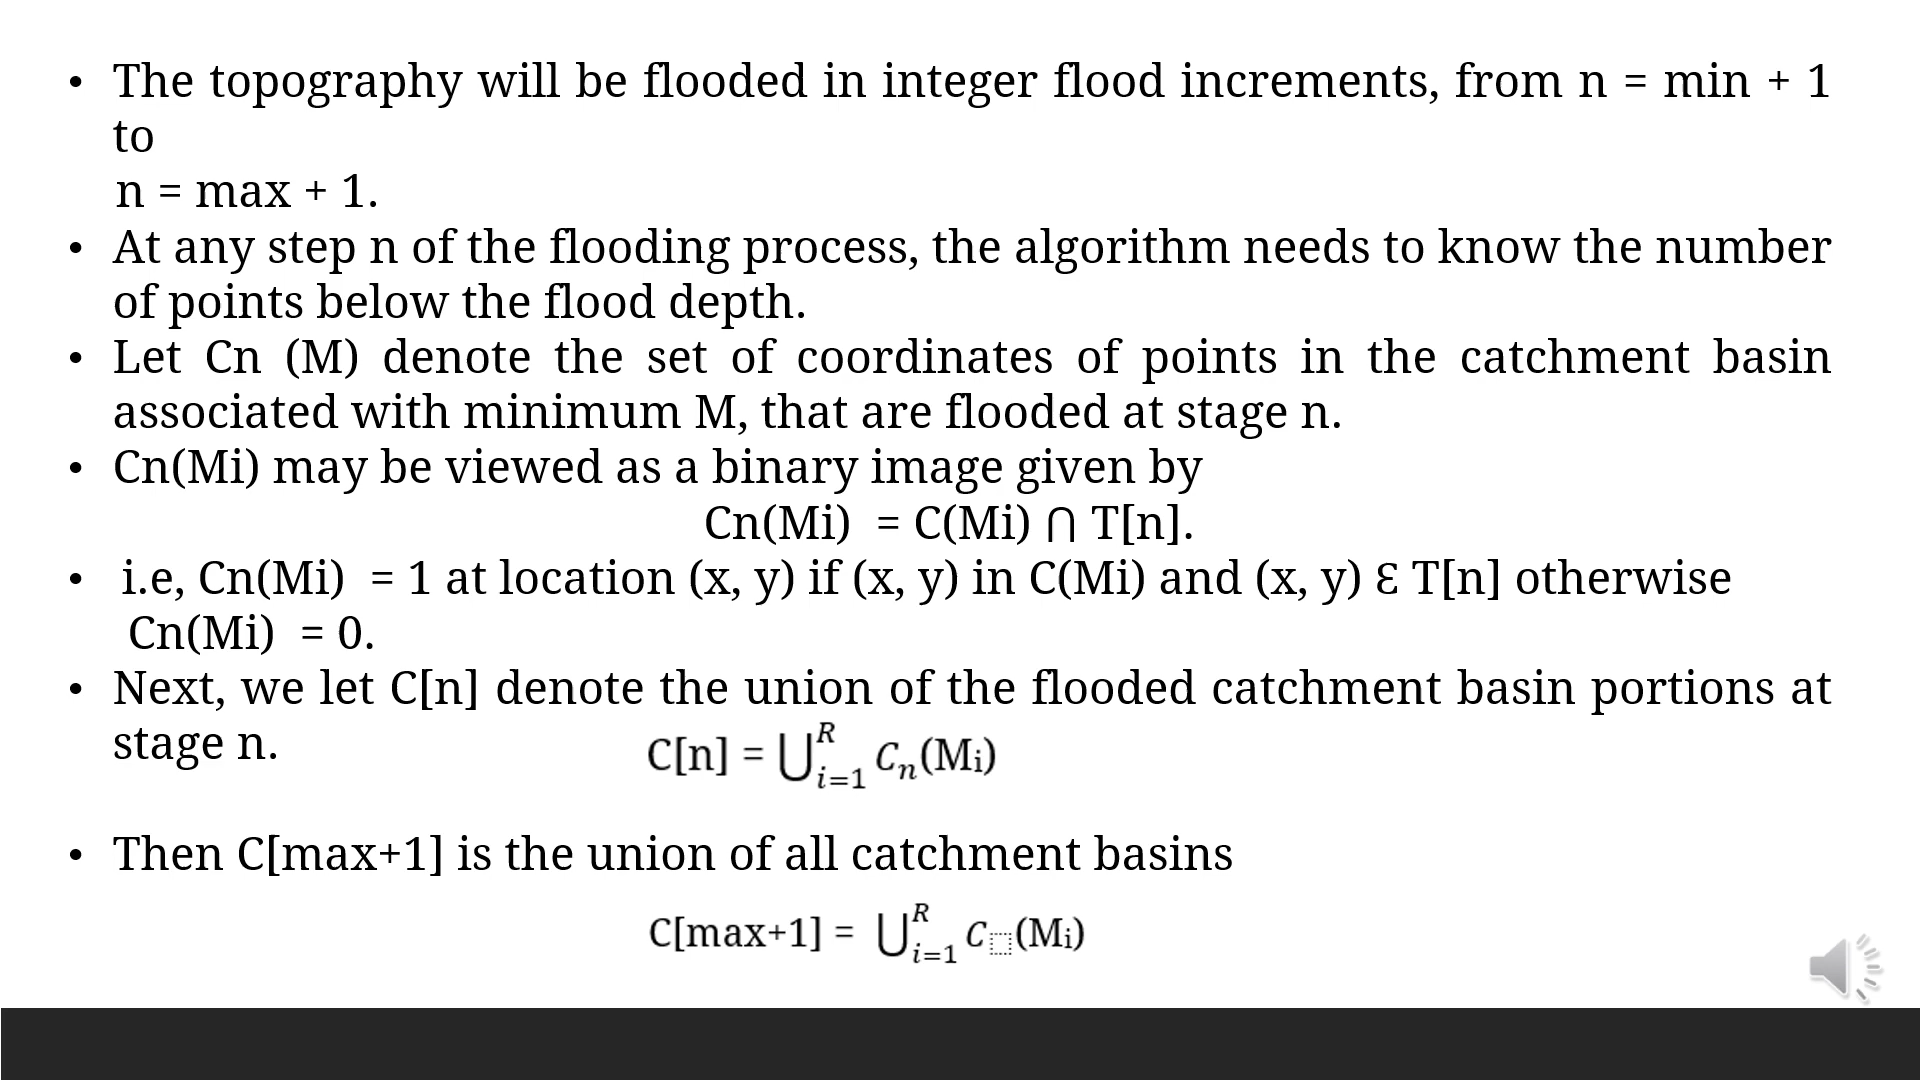 • The topography will be flooded in integer flood increments, from n = min + 1
to
n = max + 1.
• At any step n of the flooding process, the algorithm needs to know the number
of points below the flood depth.
• Let Cn (M) denote the set of coordinates of points in the catchment basin
associated with minimum M, that are flooded at stage n.
• Cn(Mi) may be viewed as a binary image given by
Cn(Mi) = C(Mi) ∩ T[n].
• i.e, Cn(Mi) = 1 at location (x, y) if (x, y) in C(Mi) and (x, y) Ɛ T[n] otherwise
Cn(Mi) = 0.
• Next, we let C[n] denote the union of the flooded catchment basin portions at
stage n.
C[n] = ⋃_{i=1}^{R} C_n(Mᵢ)
• Then C[max+1] is the union of all catchment basins
C[max+1] = ⋃_{i=1}^{R} C_⬚(Mᵢ)